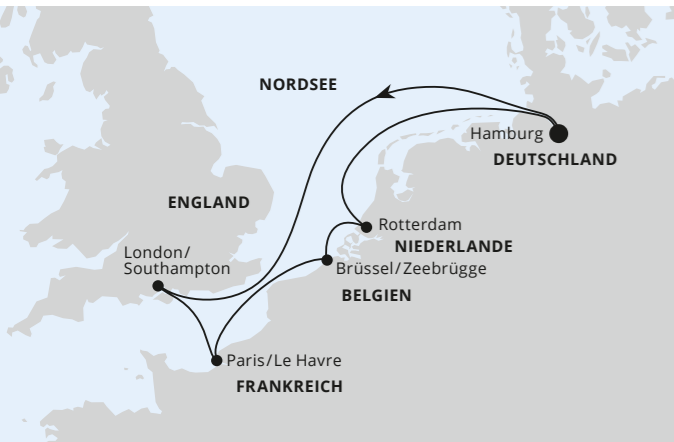 NORDSEE
Hamburg
DEUTSCHLAND
ENGLAND
Rotterdam
NIEDERLANDE
London/
Southampton
Brüssel/Zeebrügge
BELGIEN
Paris/Le Havre
FRANKREICH